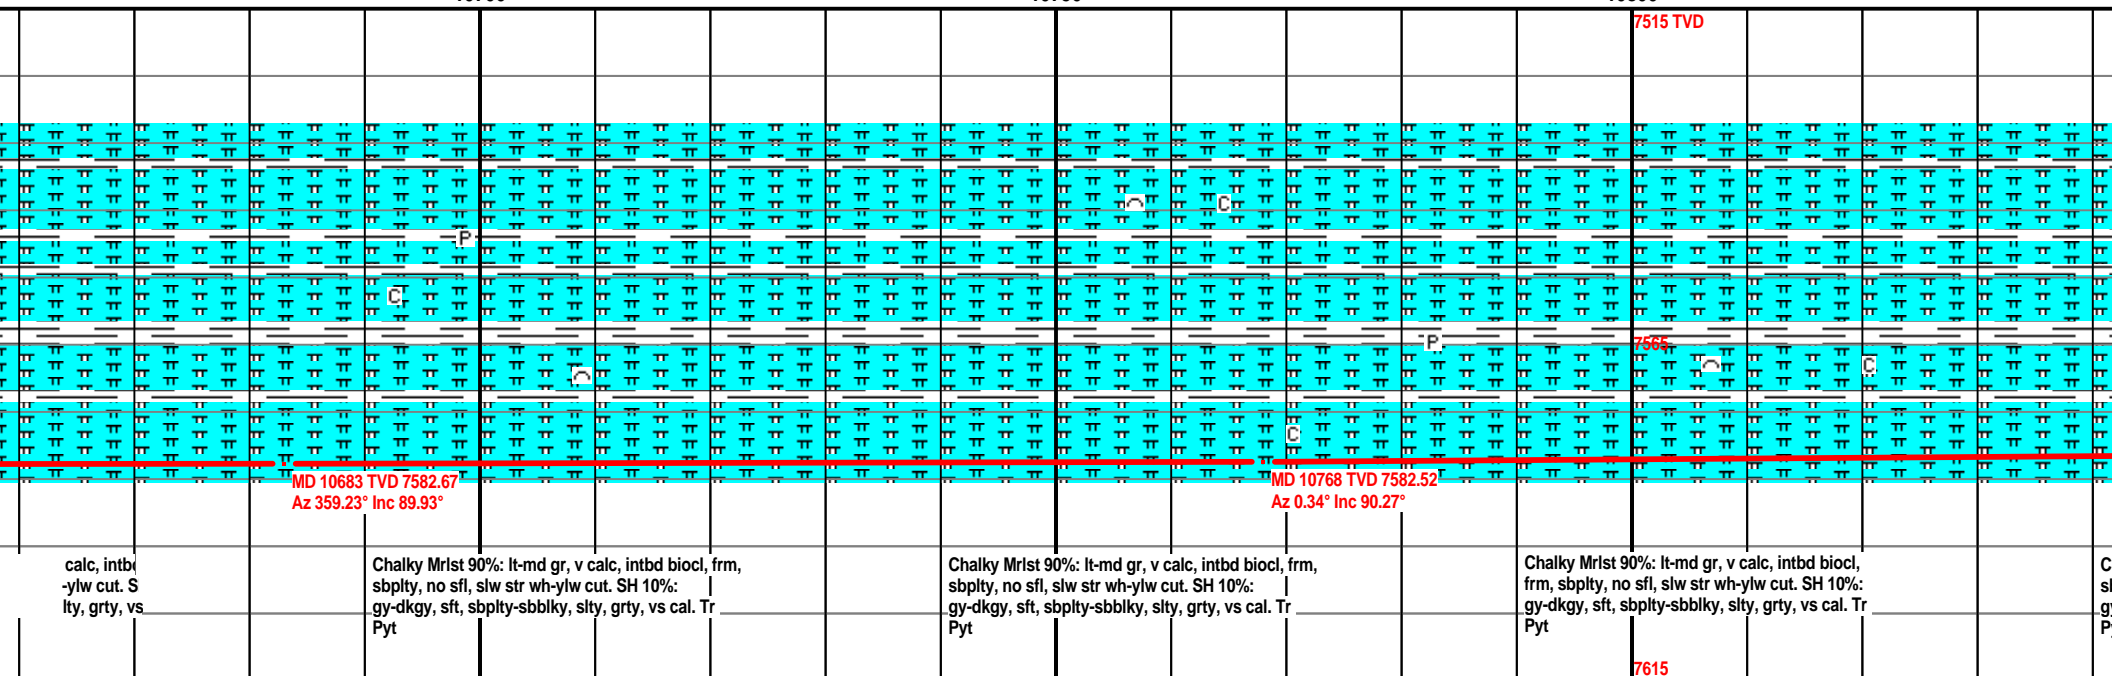 7515 TVD
P
C
C
P
7565
C
C
MD 10683 TVD 7582.67
Az 359.23° Inc 89.93°
MD 10768 TVD 7582.52
Az 0.34° Inc 90.27°
calc,
-ylw cut. S
lty, grty, vs
Chalky Mrlst 90%: lt-md gr, v calc, intbd biocl, frm,
sbplty, no sfl, slw str wh-ylw cut. SH 10%:
gy-dkgy, sft, sbplty-sbblky, slty, grty, vs cal. Tr
Pyt
Chalky Mrlst 90%: lt-md gr, v calc, intbd biocl, frm,
sbplty, no sfl, slw str wh-ylw cut. SH 10%:
gy-dkgy, sft, sbplty-sbblky, slty, grty, vs cal. Tr
Pyt
Chalky Mrlst 90%: lt-md gr, v calc, intbd biocl,
frm, sbplty, no sfl, slw str wh-ylw cut. SH 10%:
gy-dkgy, sft, sbplty-sbblky, slty, grty, vs cal. Tr
Pyt
7615